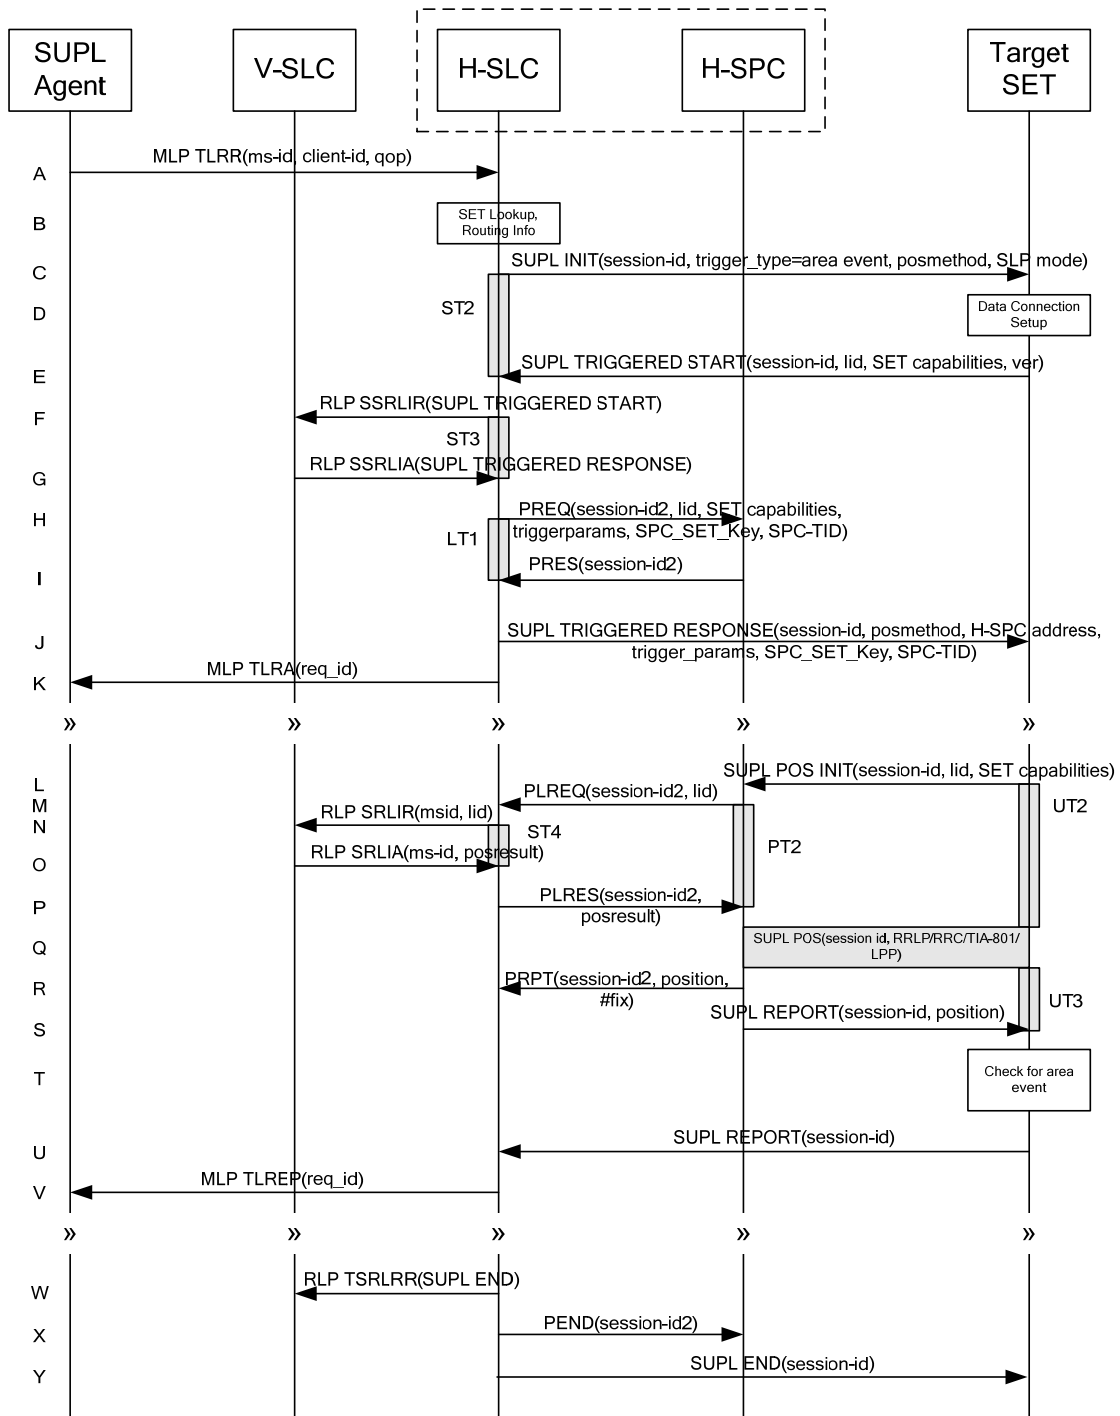 SUPL
Agent
V-SLC
H-SLC
H-SPC
Target
SET
A
MLP TLRR(ms-id, client-id, qop)
B
SET Lookup,
Routing Info
C
SUPL INIT(session-id, trigger_type=area event, posmethod, SLP mode)
ST2
D
Data Connection
Setup
E
SUPL TRIGGERED START(session-id, lid, SET capabilities, ver)
F
RLP SSRLIR(SUPL TRIGGERED START)
ST3
G
RLP SSRLIA(SUPL TRIGGERED RESPONSE)
H
PREQ(session-id2, lid, SET capabilities,
triggerparams, SPC_SET_Key, SPC-TID)
LT1
I
PRES(session-id2)
J
SUPL TRIGGERED RESPONSE(session-id, posmethod, H-SPC address,
trigger_params, SPC_SET_Key, SPC-TID)
K
MLP TLRA(req_id)
» » » » »
L
SUPL POS INIT(session-id, lid, SET capabilities)
M
PLREQ(session-id2, lid)
UT2
N
RLP SRLIR(msid, lid)
ST4
PT2
O
RLP SRLIA(ms-id, posresult)
P
PLRES(session-id2,
posresult)
Q
SUPL POS(session id, RRLP/RRC/TIA-801/
LPP)
R
PRPT(session-id2, position,
#fix)
UT3
S
SUPL REPORT(session-id, position)
T
Check for area
event
U
SUPL REPORT(session-id)
V
MLP TLREP(req_id)
» » » » »
W
RLP TSRLRR(SUPL END)
X
PEND(session-id2)
Y
SUPL END(session-id)